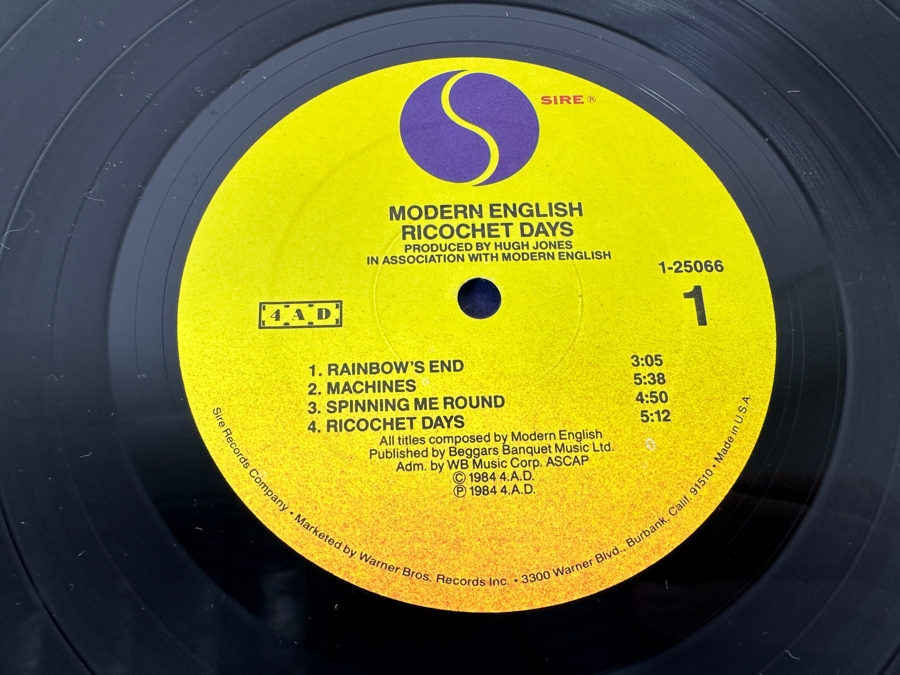 SIRE ®
MODERN ENGLISH
RICOCHET DAYS
PRODUCED BY HUGH JONES
IN ASSOCIATION WITH MODERN ENGLISH
1-25066
1
4 A D
1. RAINBOW'S END 3:05
2. MACHINES 5:38
3. SPINNING ME ROUND 4:50
4. RICOCHET DAYS 5:12
All titles composed by Modern English
Published by Beggars Banquet Music Ltd.
Adm. by WB Music Corp. ASCAP
© 1984 4.A.D.
℗ 1984 4.A.D.
Sire Records Company • Marketed by Warner Bros. Records Inc. • 3300 Warner Blvd., Burbank, Calif. 91510 • Made in U.S.A.